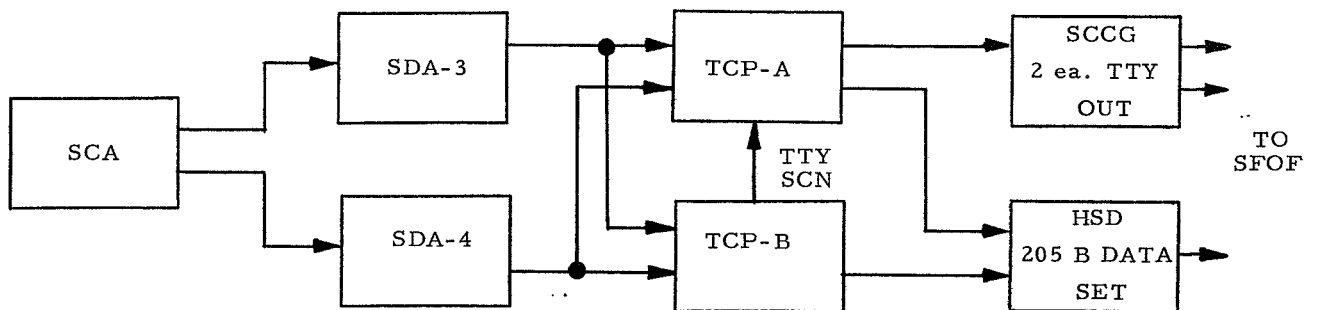 SCA
SDA-3
SDA-4
TCP-A
TTY
SCN
TCP-B
SCCG
2 ea. TTY
OUT
HSD
205 B DATA
SET
TO
SFOF